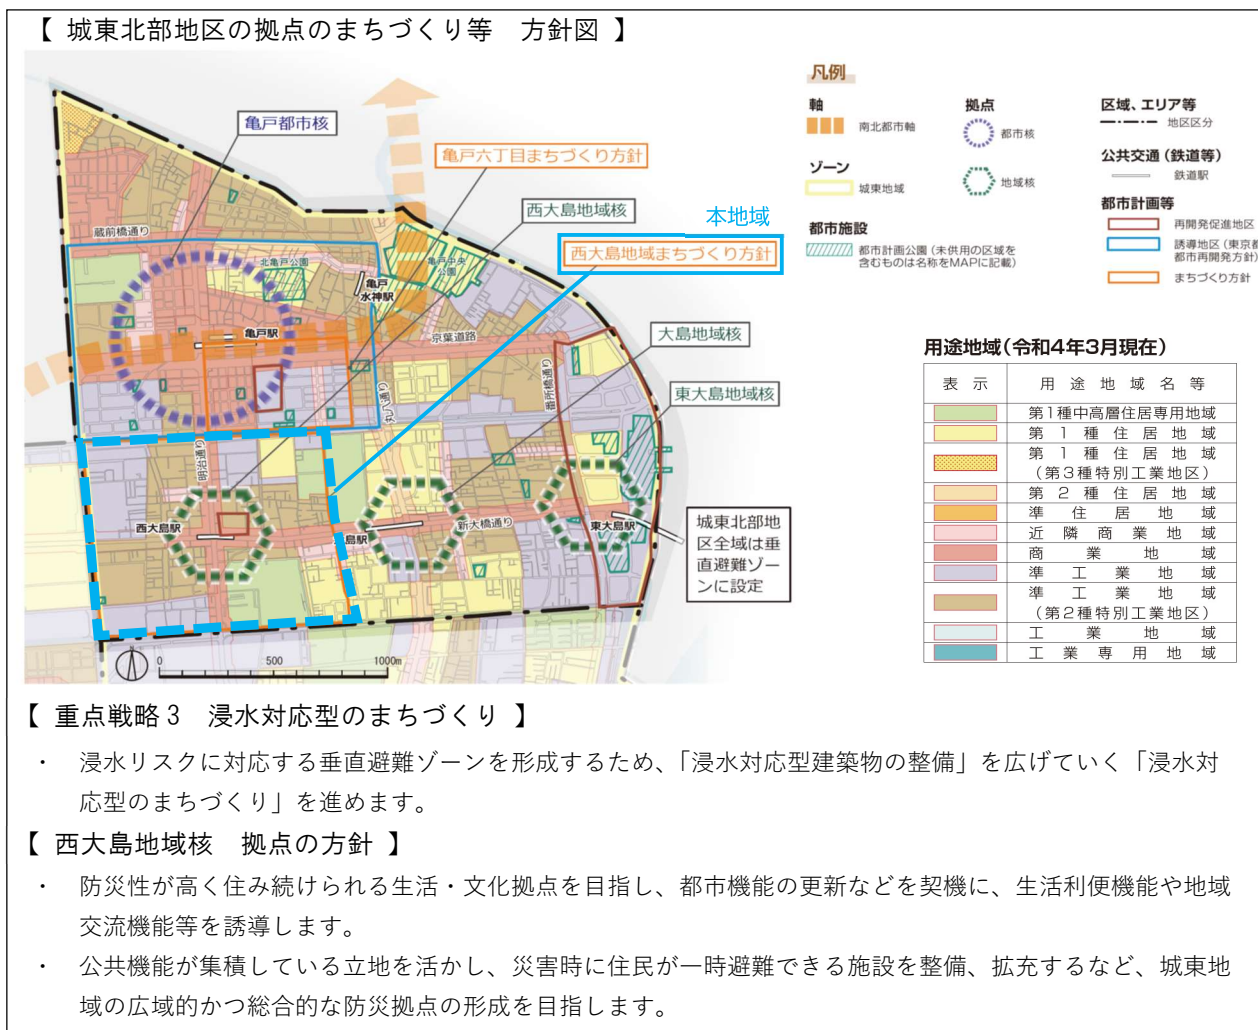 【 城東北部地区の拠点のまちづくり等　方針図 】
亀戸都市核
亀戸六丁目まちづくり方針
西大島地域核
本地域
西大島地域まちづくり方針
大島地域核
東大島地域核
蔵前橋通り
北亀戸公園
亀戸中央
公園
亀戸
水神駅
亀戸駅
京葉道路
丸八通り
番所橋通り
明治通り
西大島駅
島駅
新大橋通り
東大島駅
城東北部地
区全域は垂
直避難ゾー
ンに設定
0 500 1000m
凡例
軸
南北都市軸
ゾーン
城東地域
都市施設
都市計画公園(未供用の区域を
含むものは名称をMAPに記載)
拠点
都市核
地域核
区域、エリア等
地区区分
公共交通(鉄道等)
鉄道駅
都市計画等
再開発促進地区
誘導地区(東京都
都市再開発方針)
まちづくり方針
用途地域(令和4年3月現在)
表示 用途地域名等
第1種中高層住居専用地域
第1種住居地域
第1種住居地域
(第3種特別工業地区)
第2種住居地域
準住居地域
近隣商業地域
商業地域
準工業地域
準工業地域
(第2種特別工業地区)
工業地域
工業専用地域
【 重点戦略3　浸水対応型のまちづくり 】
・ 浸水リスクに対応する垂直避難ゾーンを形成するため、「浸水対応型建築物の整備」を広げていく「浸水対
応型のまちづくり」を進めます。
【 西大島地域核　拠点の方針 】
・ 防災性が高く住み続けられる生活・文化拠点を目指し、都市機能の更新などを契機に、生活利便機能や地域
交流機能等を誘導します。
・ 公共機能が集積している立地を活かし、災害時に住民が一時避難できる施設を整備、拡充するなど、城東地
域の広域的かつ総合的な防災拠点の形成を目指します。